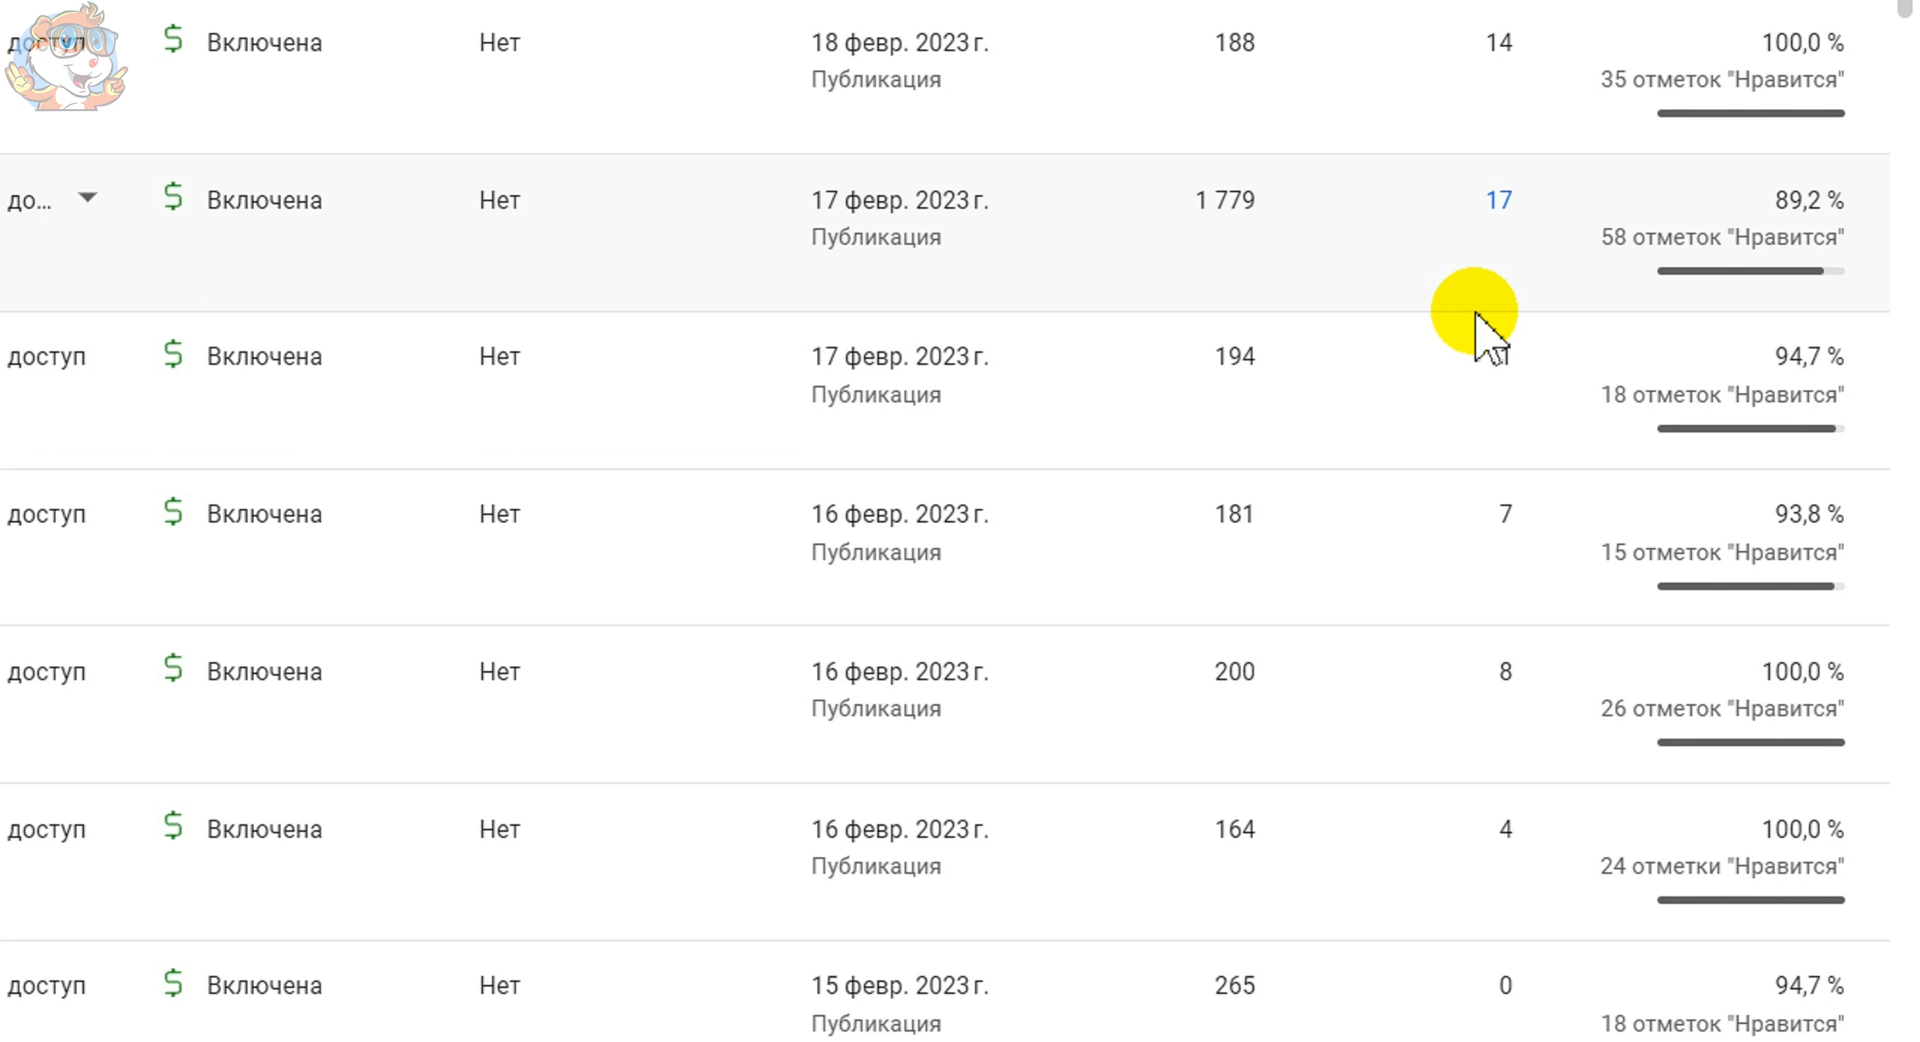 доступ $ Включена Нет 18 февр. 2023 г. 188 14 100,0 %
Публикация 35 отметок "Нравится"
до... $ Включена Нет 17 февр. 2023 г. 1 779 17 89,2 %
Публикация 58 отметок "Нравится"
доступ $ Включена Нет 17 февр. 2023 г. 194 94,7 %
Публикация 18 отметок "Нравится"
доступ $ Включена Нет 16 февр. 2023 г. 181 7 93,8 %
Публикация 15 отметок "Нравится"
доступ $ Включена Нет 16 февр. 2023 г. 200 8 100,0 %
Публикация 26 отметок "Нравится"
доступ $ Включена Нет 16 февр. 2023 г. 164 4 100,0 %
Публикация 24 отметки "Нравится"
доступ $ Включена Нет 15 февр. 2023 г. 265 0 94,7 %
Публикация 18 отметок "Нравится"